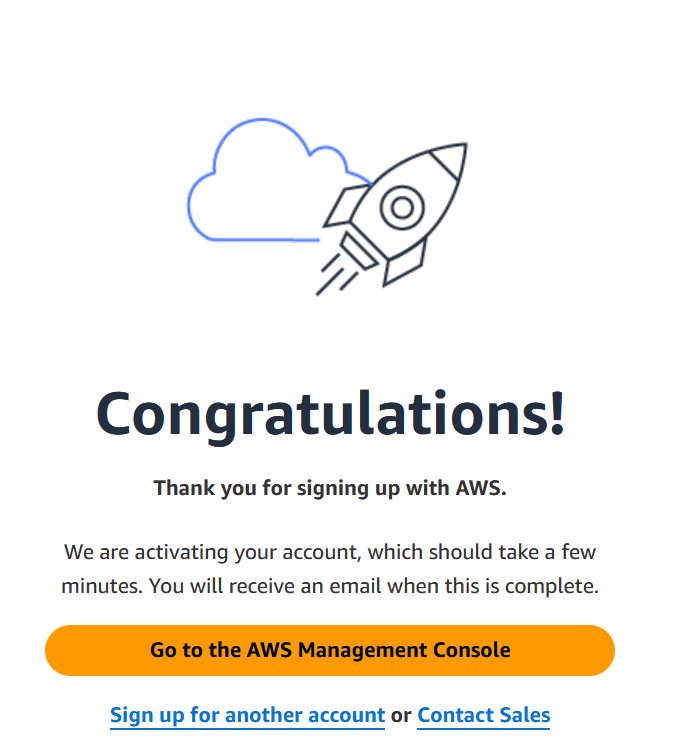 Congratulations!
Thank you for signing up with AWS.
We are activating your account, which should take a few
minutes. You will receive an email when this is complete.
Go to the AWS Management Console
Sign up for another account or Contact Sales